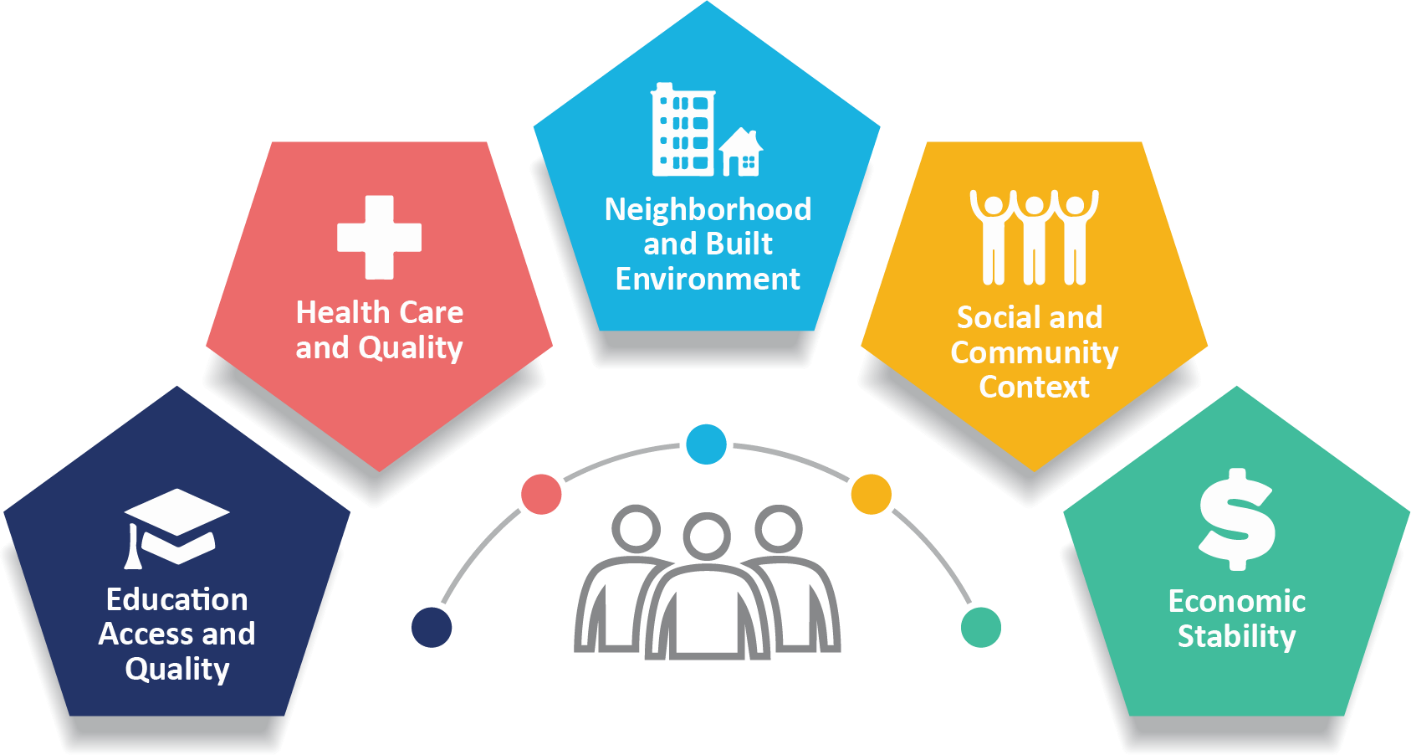 Education
Access and
Quality
Health Care
and Quality
Neighborhood
and Built
Environment
Social and
Community
Context
Economic
Stability